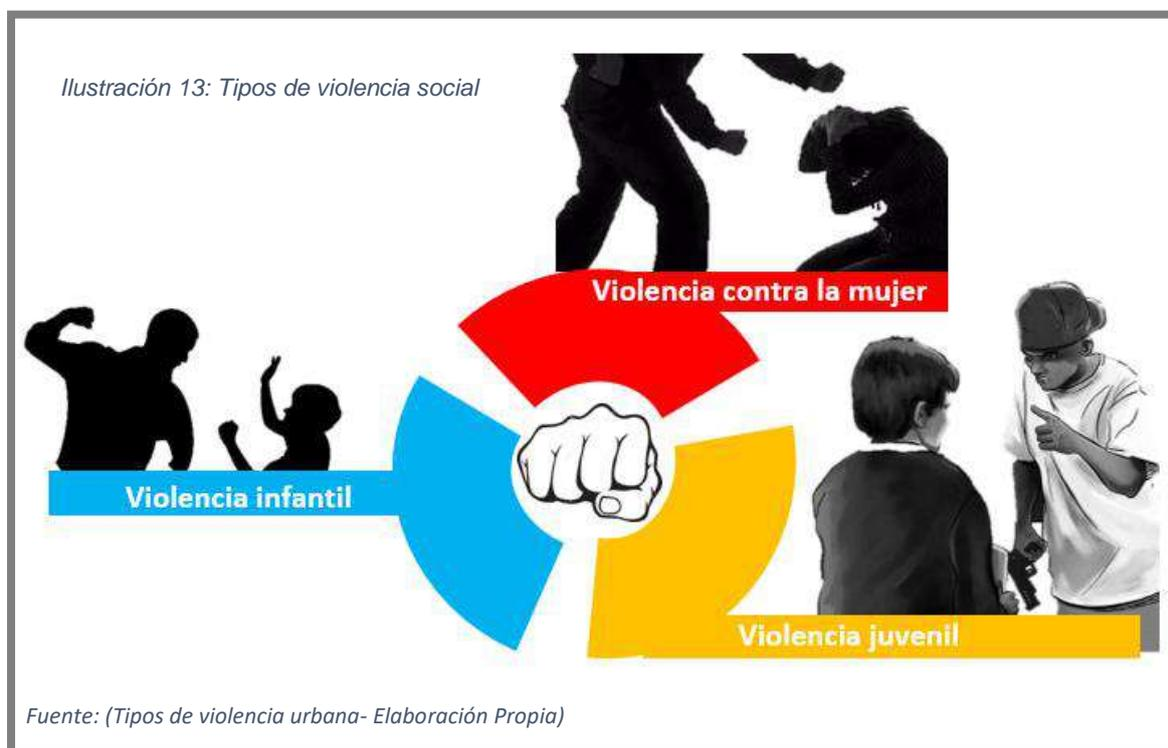 Ilustración 13: Tipos de violencia social
Violencia contra la mujer
Violencia infantil
Violencia juvenil
Fuente: (Tipos de violencia urbana- Elaboración Propia)